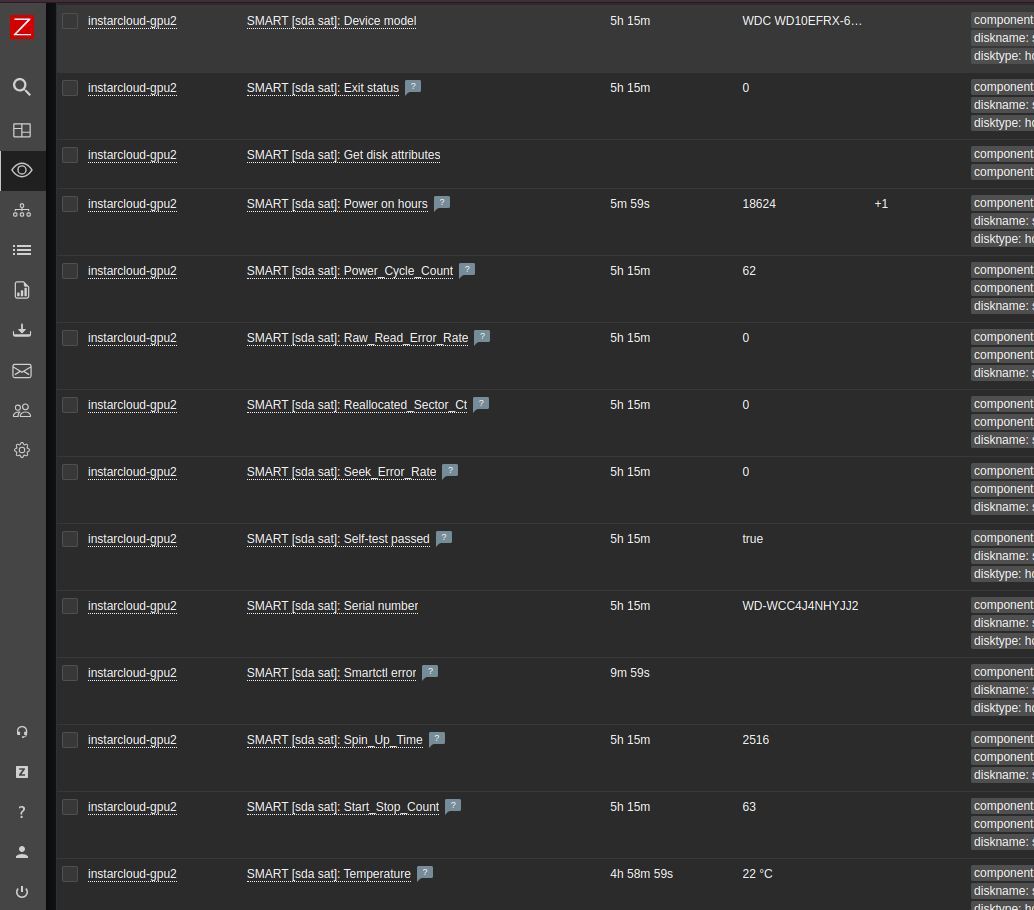 Z
instarcloud-gpu2 SMART [sda sat]: Device model 5h 15m WDC WD10EFRX-6… component
diskname: s
disktype: hd
instarcloud-gpu2 SMART [sda sat]: Exit status ? 5h 15m 0 component
diskname: s
disktype: hd
instarcloud-gpu2 SMART [sda sat]: Get disk attributes component
component
instarcloud-gpu2 SMART [sda sat]: Power on hours ? 5m 59s 18624 +1 component
diskname: s
disktype: hd
instarcloud-gpu2 SMART [sda sat]: Power_Cycle_Count ? 5h 15m 62 component
component
diskname: s
instarcloud-gpu2 SMART [sda sat]: Raw_Read_Error_Rate ? 5h 15m 0 component
component
diskname: s
instarcloud-gpu2 SMART [sda sat]: Reallocated_Sector_Ct ? 5h 15m 0 component
component
diskname: s
instarcloud-gpu2 SMART [sda sat]: Seek_Error_Rate ? 5h 15m 0 component
component
diskname: s
instarcloud-gpu2 SMART [sda sat]: Self-test passed ? 5h 15m true component
diskname: s
disktype: hd
instarcloud-gpu2 SMART [sda sat]: Serial number 5h 15m WD-WCC4J4NHYJJ2 component
diskname: s
disktype: hd
instarcloud-gpu2 SMART [sda sat]: Smartctl error ? 9m 59s component
diskname: s
disktype: hd
instarcloud-gpu2 SMART [sda sat]: Spin_Up_Time ? 5h 15m 2516 component
component
diskname: s
Z
instarcloud-gpu2 SMART [sda sat]: Start_Stop_Count ? 5h 15m 63 component
?
component
diskname: s
instarcloud-gpu2 SMART [sda sat]: Temperature ? 4h 58m 59s 22 °C component
diskname: s
disktype: hd